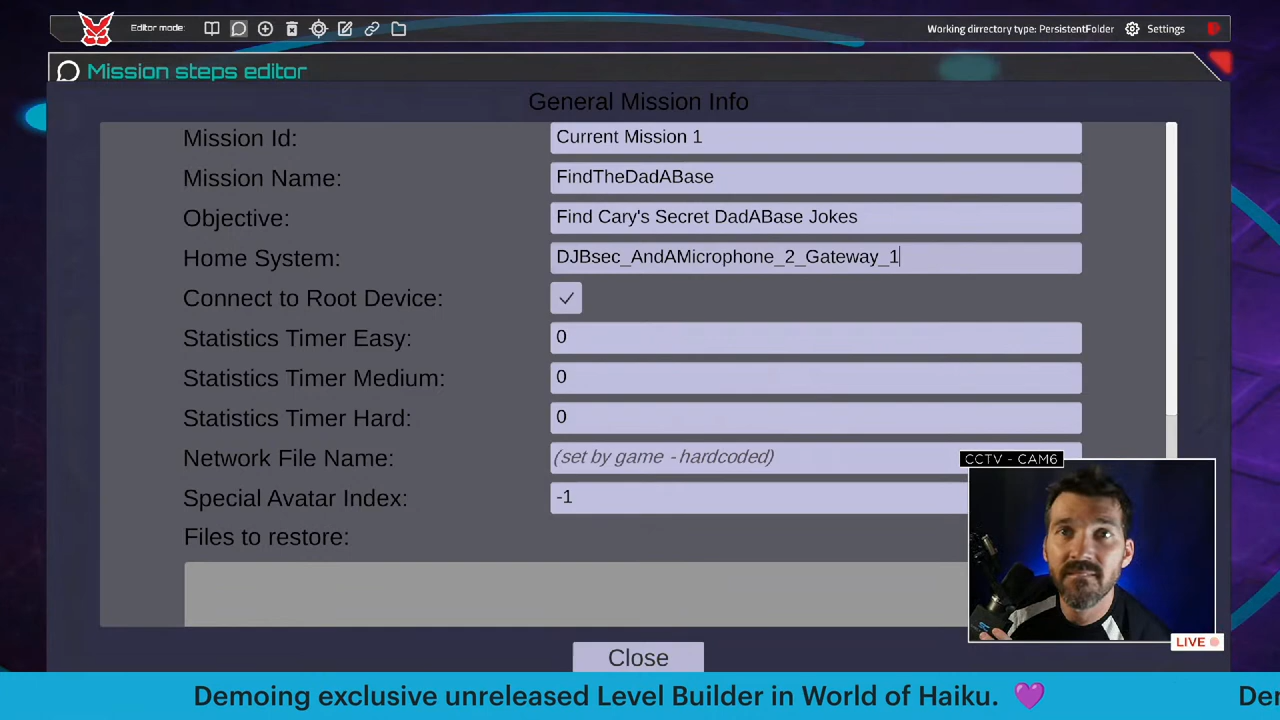 Editor mode:
Working dirrectory type: PersistentFolder
Settings
Mission steps editor
General Mission Info
Mission Id:
Current Mission 1
Mission Name:
FindTheDadABase
Objective:
Find Cary's Secret DadABase Jokes
Home System:
DJBsec_AndAMicrophone_2_Gateway_1
Connect to Root Device:
Statistics Timer Easy:
0
Statistics Timer Medium:
0
Statistics Timer Hard:
0
Network File Name:
(set by game - hardcoded)
Special Avatar Index:
-1
Files to restore:
CCTV - CAM6
LIVE
Close
Demoing exclusive unreleased Level Builder in World of Haiku. 💜
Der